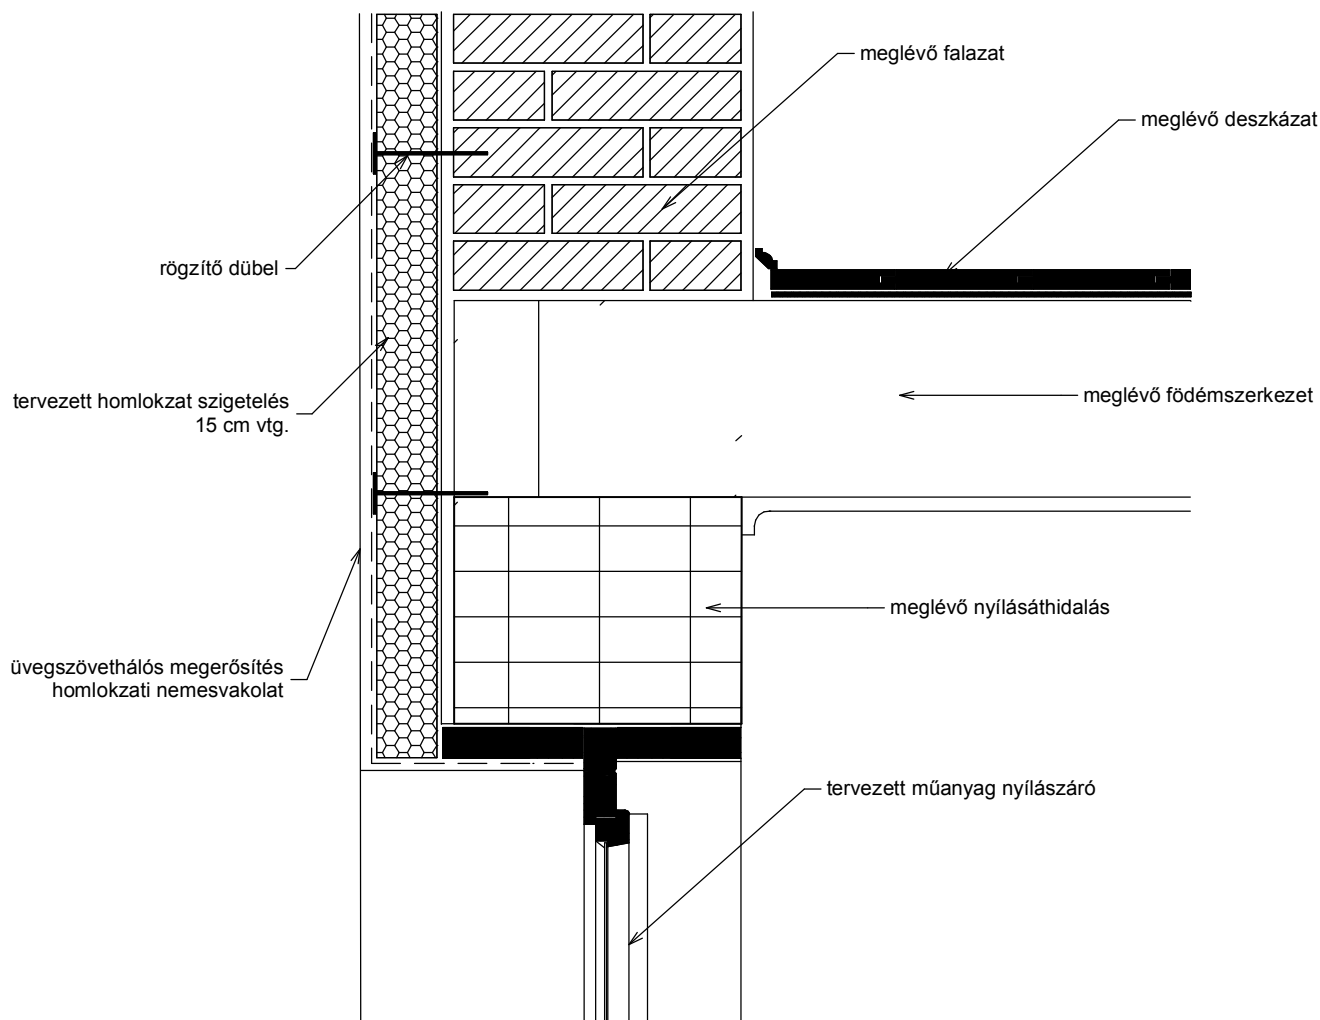 meglévő falazat
meglévő deszkázat
rögzítő dübel
tervezett homlokzat szigetelés
15 cm vtg.
meglévő födémszerkezet
meglévő nyílásáthidalás
üvegszövethálós megerősítés
homlokzati nemesvakolat
tervezett műanyag nyílászáró